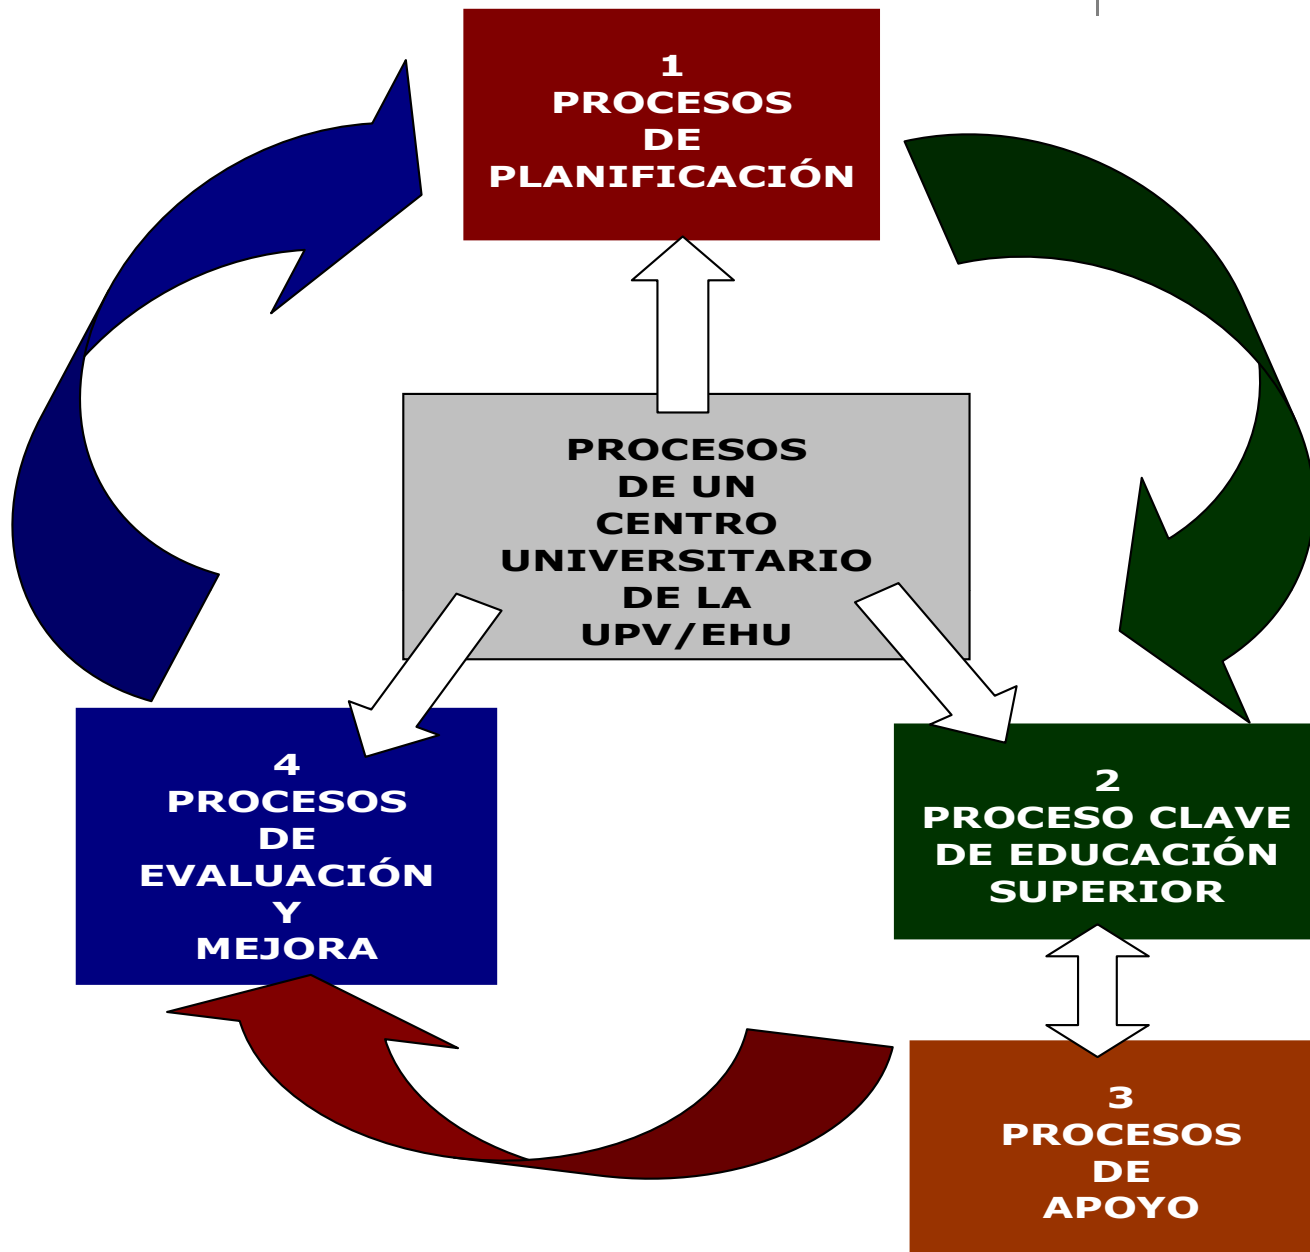 1
PROCESOS
DE
PLANIFICACIÓN
PROCESOS
DE UN
CENTRO
UNIVERSITARIO
DE LA
UPV/EHU
4
PROCESOS
DE
EVALUACIÓN
Y
MEJORA
2
PROCESO CLAVE
DE EDUCACIÓN
SUPERIOR
3
PROCESOS
DE
APOYO